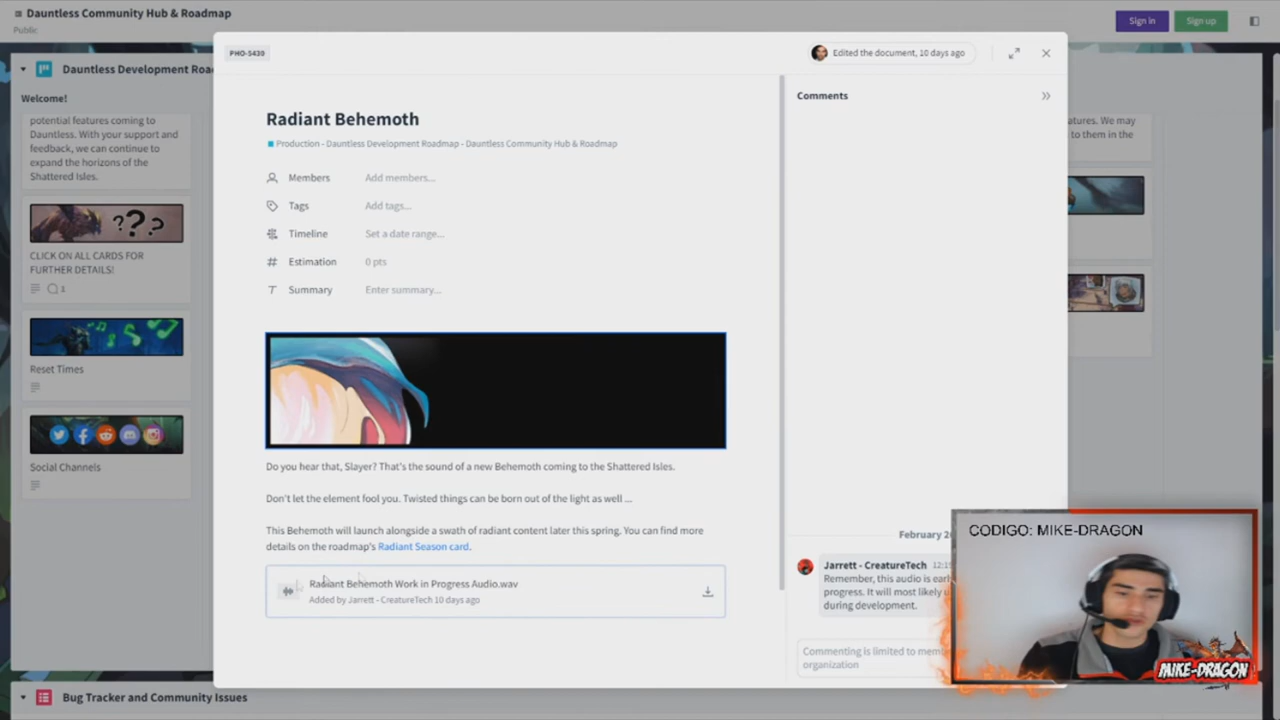 Dauntless Community Hub & Roadmap
Public
Sign in
Sign up
Dauntless Development Roa
Welcome!
potential features coming to
Dauntless. With your support and
feedback, we can continue to
expand the horizons of the
Shattered Isles.
???
CLICK ON ALL CARDS FOR
FURTHER DETAILS!
1
Reset Times
Social Channels
Bug Tracker and Community Issues
PHO-5430
Edited the document, 10 days ago
Radiant Behemoth
Production - Dauntless Development Roadmap - Dauntless Community Hub & Roadmap
Members Add members...
Tags Add tags...
Timeline Set a date range...
# Estimation 0 pts
T Summary Enter summary...
Do you hear that, Slayer? That's the sound of a new Behemoth coming to the Shattered Isles.
Don't let the element fool you. Twisted things can be born out of the light as well ...
This Behemoth will launch alongside a swath of radiant content later this spring. You can find more
details on the roadmap's Radiant Season card.
Radiant Behemoth Work in Progress Audio.wav
Added by Jarrett - CreatureTech 10 days ago
Comments
February
Jarrett - CreatureTech
Remember, this audio is
progress. It will most likely
during development.
Commenting is limited to
organization
atures. We may
to them in the
CODIGO: MIKE-DRAGON
MIKE-DRAGON